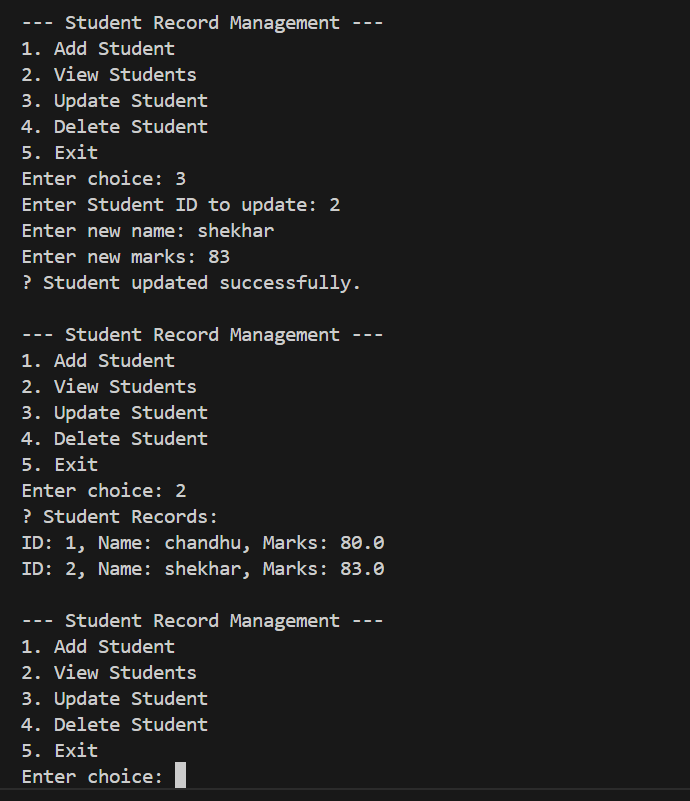 --- Student Record Management ---
1. Add Student
2. View Students
3. Update Student
4. Delete Student
5. Exit
Enter choice: 3
Enter Student ID to update: 2
Enter new name: shekhar
Enter new marks: 83
? Student updated successfully.
--- Student Record Management ---
1. Add Student
2. View Students
3. Update Student
4. Delete Student
5. Exit
Enter choice: 2
? Student Records:
ID: 1, Name: chandhu, Marks: 80.0
ID: 2, Name: shekhar, Marks: 83.0
--- Student Record Management ---
1. Add Student
2. View Students
3. Update Student
4. Delete Student
5. Exit
Enter choice: